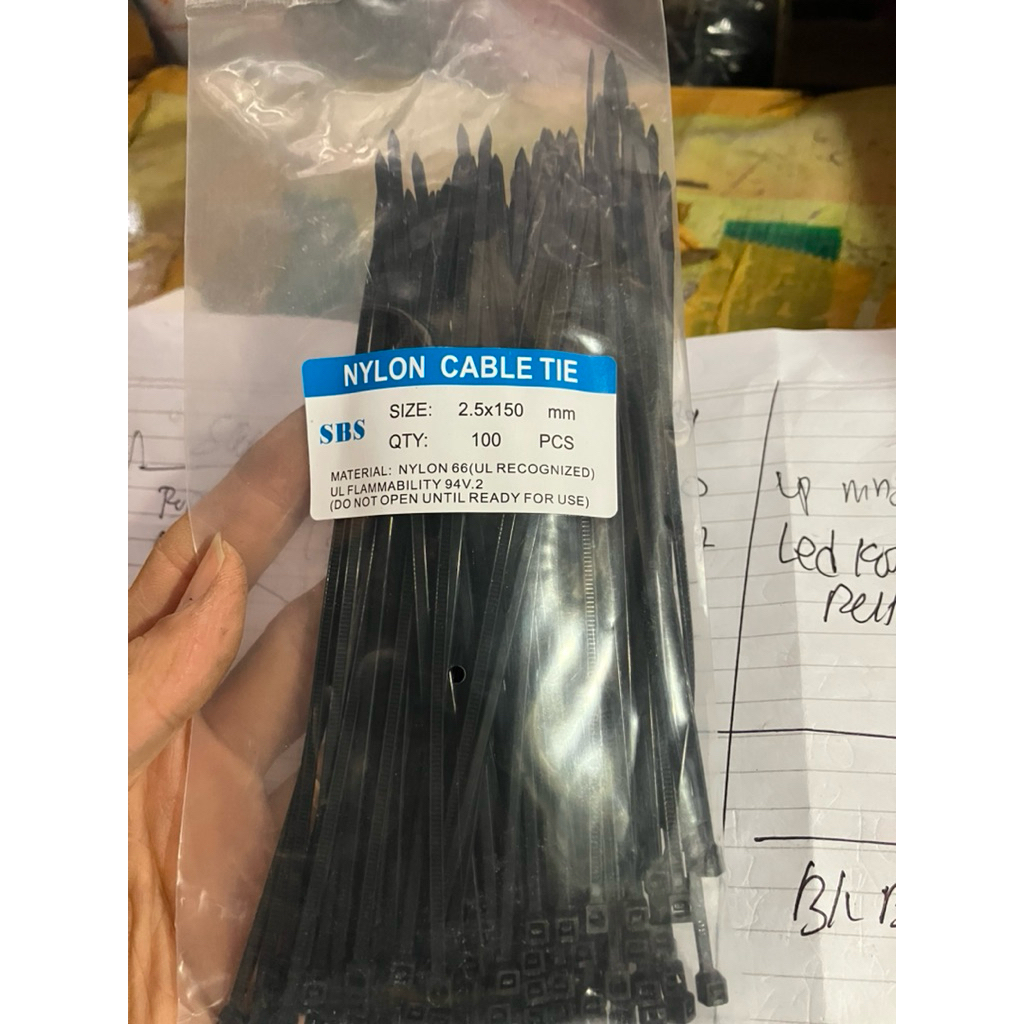 NYLON CABLE TIE
SBS
SIZE: 2.5x150 mm
QTY: 100 PCS
MATERIAL: NYLON 66(UL RECOGNIZED)
UL FLAMMABILITY 94V.2
(DO NOT OPEN UNTIL READY FOR USE)
Led